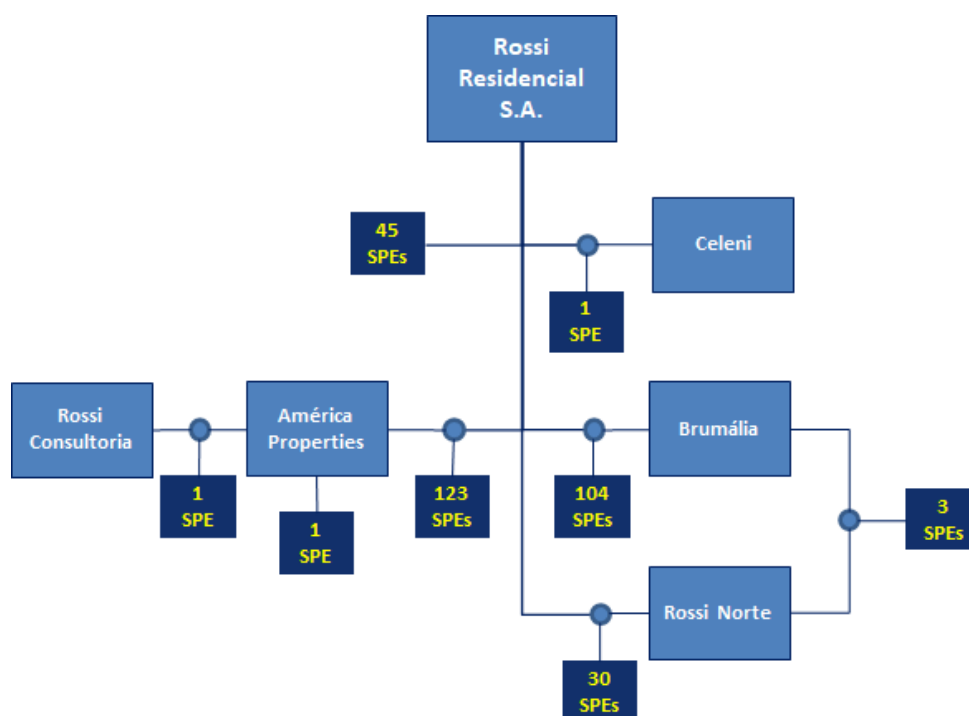 Rossi
Residencial
S.A.
45
SPEs
Celeni
1
SPE
Rossi
Consultoria
América
Properties
Brumália
1
SPE
1
SPE
123
SPEs
104
SPEs
3
SPEs
Rossi Norte
30
SPEs